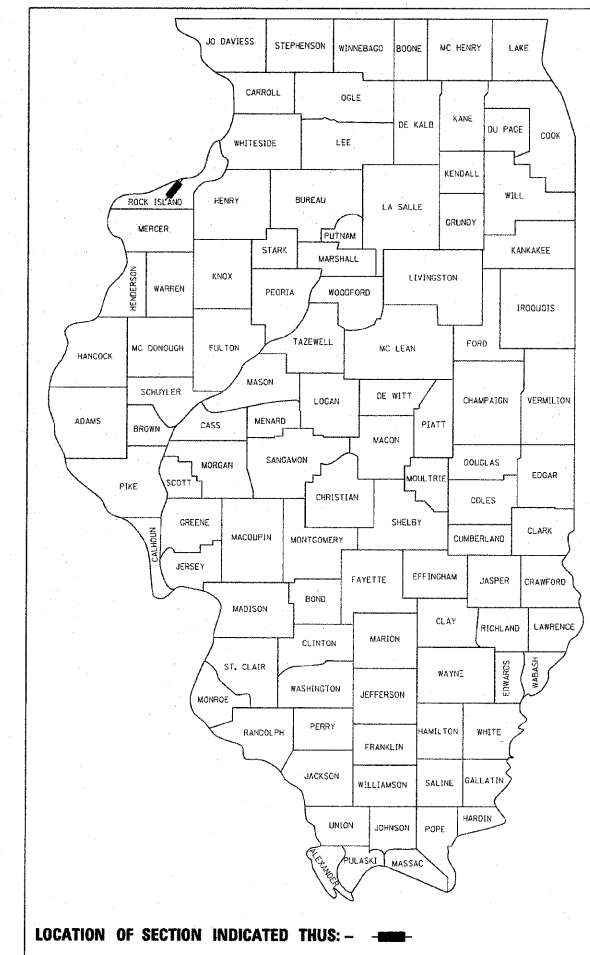 JO DAVIESS
STEPHENSON
WINNEBAGO
BOONE
MC HENRY
LAKE
CARROLL
OGLE
DE KALB
KANE
DU PAGE
COOK
WHITESIDE
LEE
KENDALL
WILL
ROCK ISLAND
HENRY
BUREAU
LA SALLE
GRUNDY
MERCER
PUTNAM
STARK
MARSHALL
KANKAKEE
HENDERSON
WARREN
KNOX
PEORIA
WOODFORD
LIVINGSTON
IROQUOIS
HANCOCK
MC DONOUGH
FULTON
TAZEWELL
MC LEAN
FORD
SCHUYLER
MASON
LOGAN
DE WITT
CHAMPAIGN
VERMILION
ADAMS
BROWN
CASS
MENARD
PIATT
MACON
SANGAMON
MORGAN
SCOTT
PIKE
CHRISTIAN
MOULTRIE
DOUGLAS
EDGAR
COLES
SHELBY
GREENE
MACOUPIN
MONTGOMERY
CUMBERLAND
CLARK
CALHOUN
JERSEY
FAYETTE
EFFINGHAM
JASPER
CRAWFORD
MADISON
BOND
CLAY
RICHLAND
LAWRENCE
CLINTON
MARION
ST. CLAIR
WAYNE
EDWARDS
WABASH
WASHINGTON
JEFFERSON
MONROE
RANDOLPH
PERRY
HAMILTON
WHITE
FRANKLIN
JACKSON
WILLIAMSON
SALINE
GALLATIN
UNION
JOHNSON
POPE
HARDIN
ALEXANDER
PULASKI
MASSAC
LOCATION OF SECTION INDICATED THUS: -